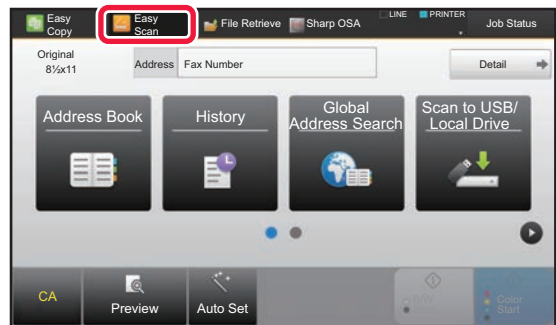 Easy
Copy
Easy
Scan
File Retrieve
Sharp OSA
LINE
PRINTER
Job Status
Original
8½x11
Address
Fax Number
Detail
Address Book
History
Global
Address Search
Scan to USB/
Local Drive
CA
Preview
Auto Set
B/W
Start
Color
Start